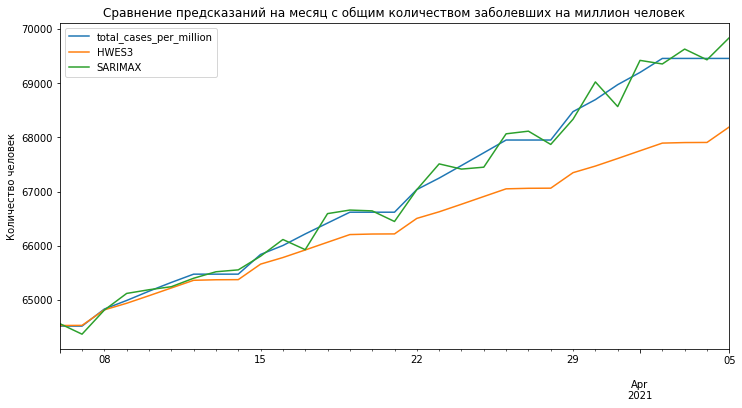 Сравнение предсказаний на месяц с общим количеством заболевших на миллион человек
total_cases_per_million
HWES3
SARIMAX
Количество человек
70000
69000
68000
67000
66000
65000
08
15
22
29
05
Apr
2021